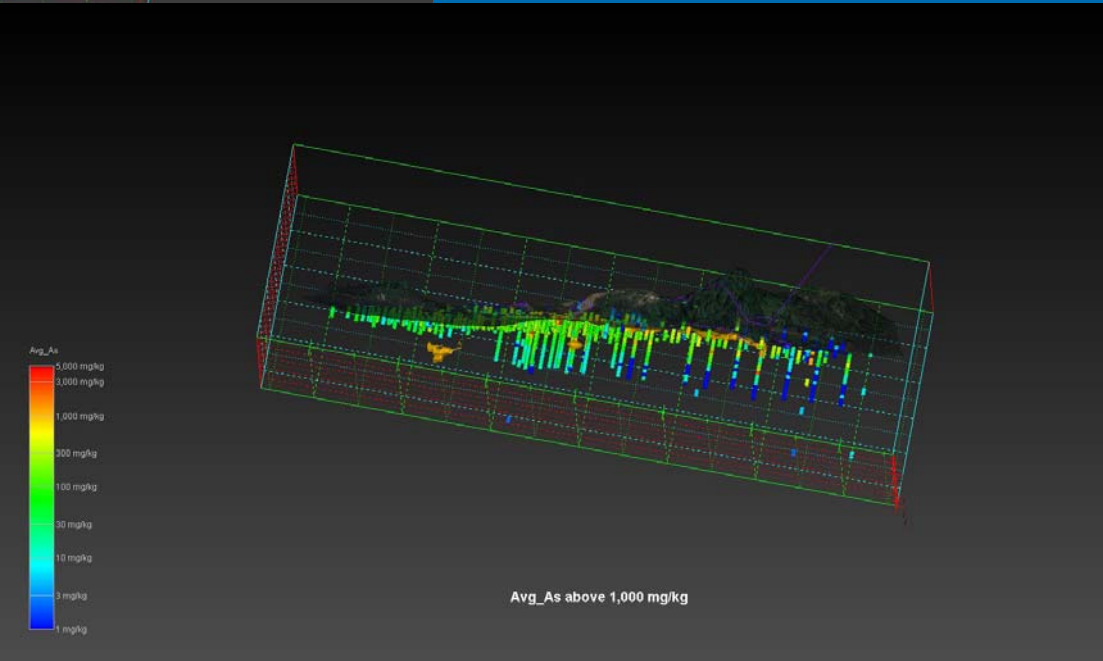 Avg_As
5,000 mg/kg
3,000 mg/kg
1,000 mg/kg
300 mg/kg
100 mg/kg
30 mg/kg
10 mg/kg
3 mg/kg
1 mg/kg
Avg_As above 1,000 mg/kg